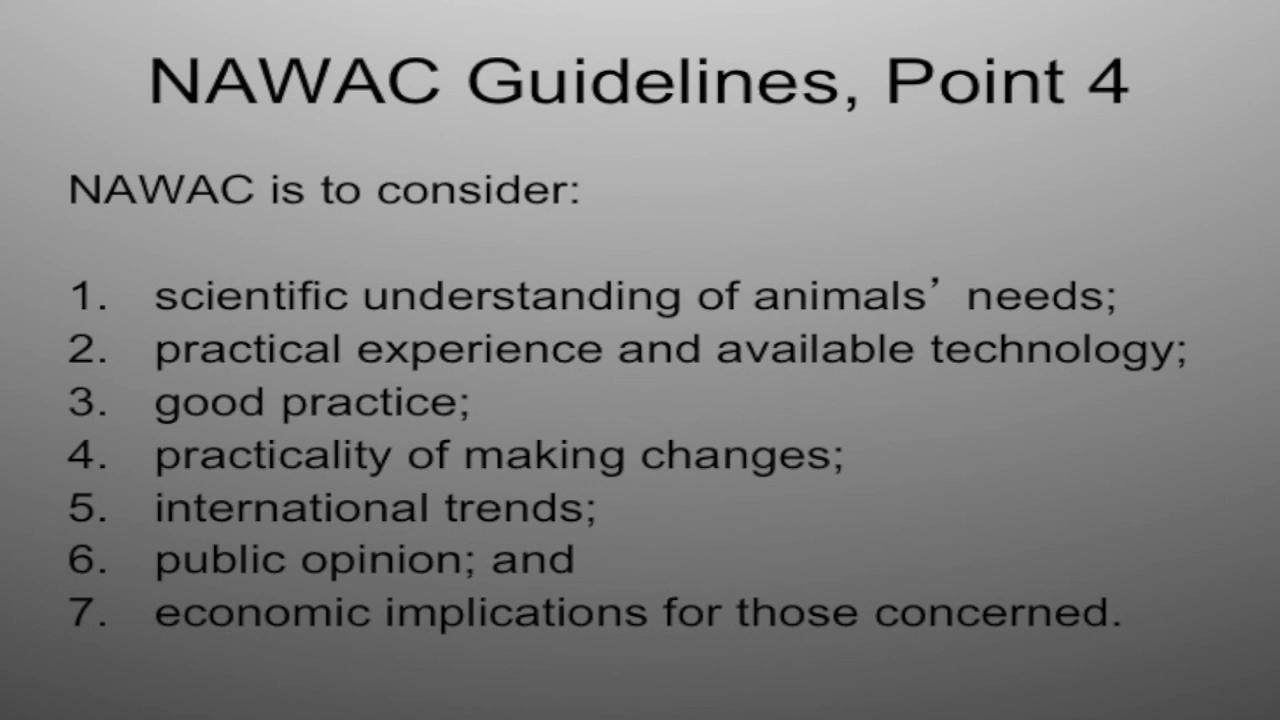 NAWAC Guidelines, Point 4
NAWAC is to consider:
1. scientific understanding of animals’ needs;
2. practical experience and available technology;
3. good practice;
4. practicality of making changes;
5. international trends;
6. public opinion; and
7. economic implications for those concerned.